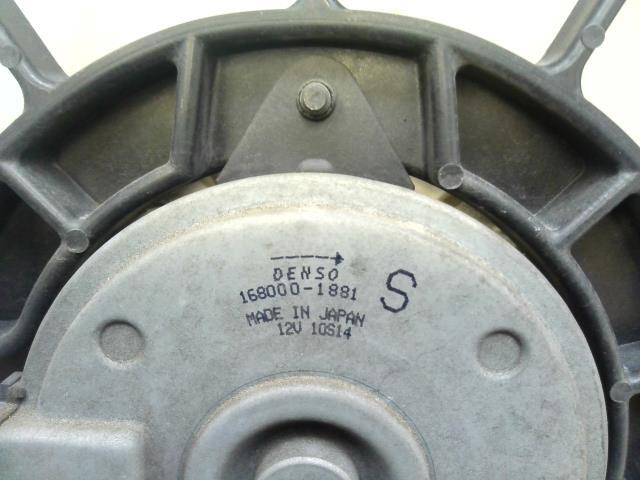 DENSO
168000-1881
S
MADE IN JAPAN
12V 10S14